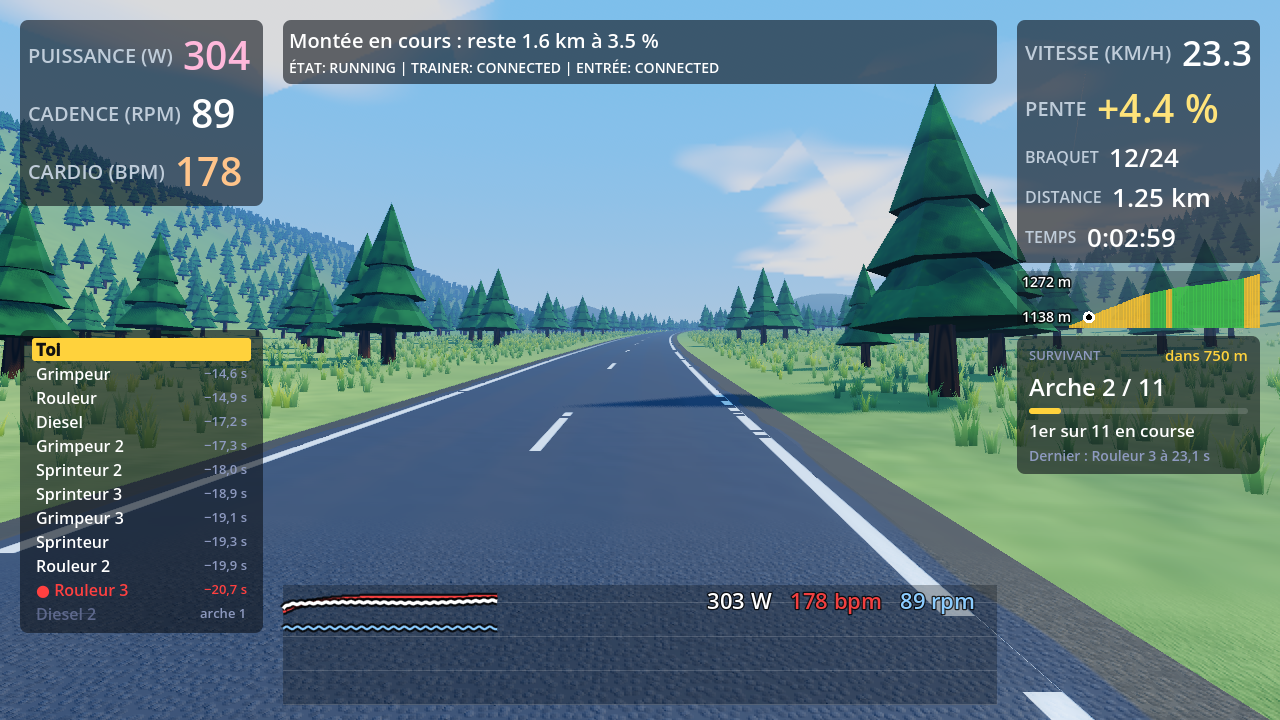 PUISSANCE (W) 304
CADENCE (RPM) 89
CARDIO (BPM) 178
Montée en cours : reste 1.6 km à 3.5 %
ÉTAT: RUNNING | TRAINER: CONNECTED | ENTRÉE: CONNECTED
VITESSE (KM/H) 23.3
PENTE +4.4 %
BRAQUET 12/24
DISTANCE 1.25 km
TEMPS 0:02:59
1272 m
1138 m
SURVIVANT dans 750 m
Arche 2 / 11
1er sur 11 en course
Dernier : Rouleur 3 à 23,1 s
Toi
Grimpeur −14,6 s
Rouleur −14,9 s
Diesel −17,2 s
Grimpeur 2 −17,3 s
Sprinteur 2 −18,0 s
Sprinteur 3 −18,9 s
Grimpeur 3 −19,1 s
Sprinteur −19,3 s
Rouleur 2 −19,9 s
Rouleur 3 −20,7 s
Diesel 2 arche 1
303 W 178 bpm 89 rpm